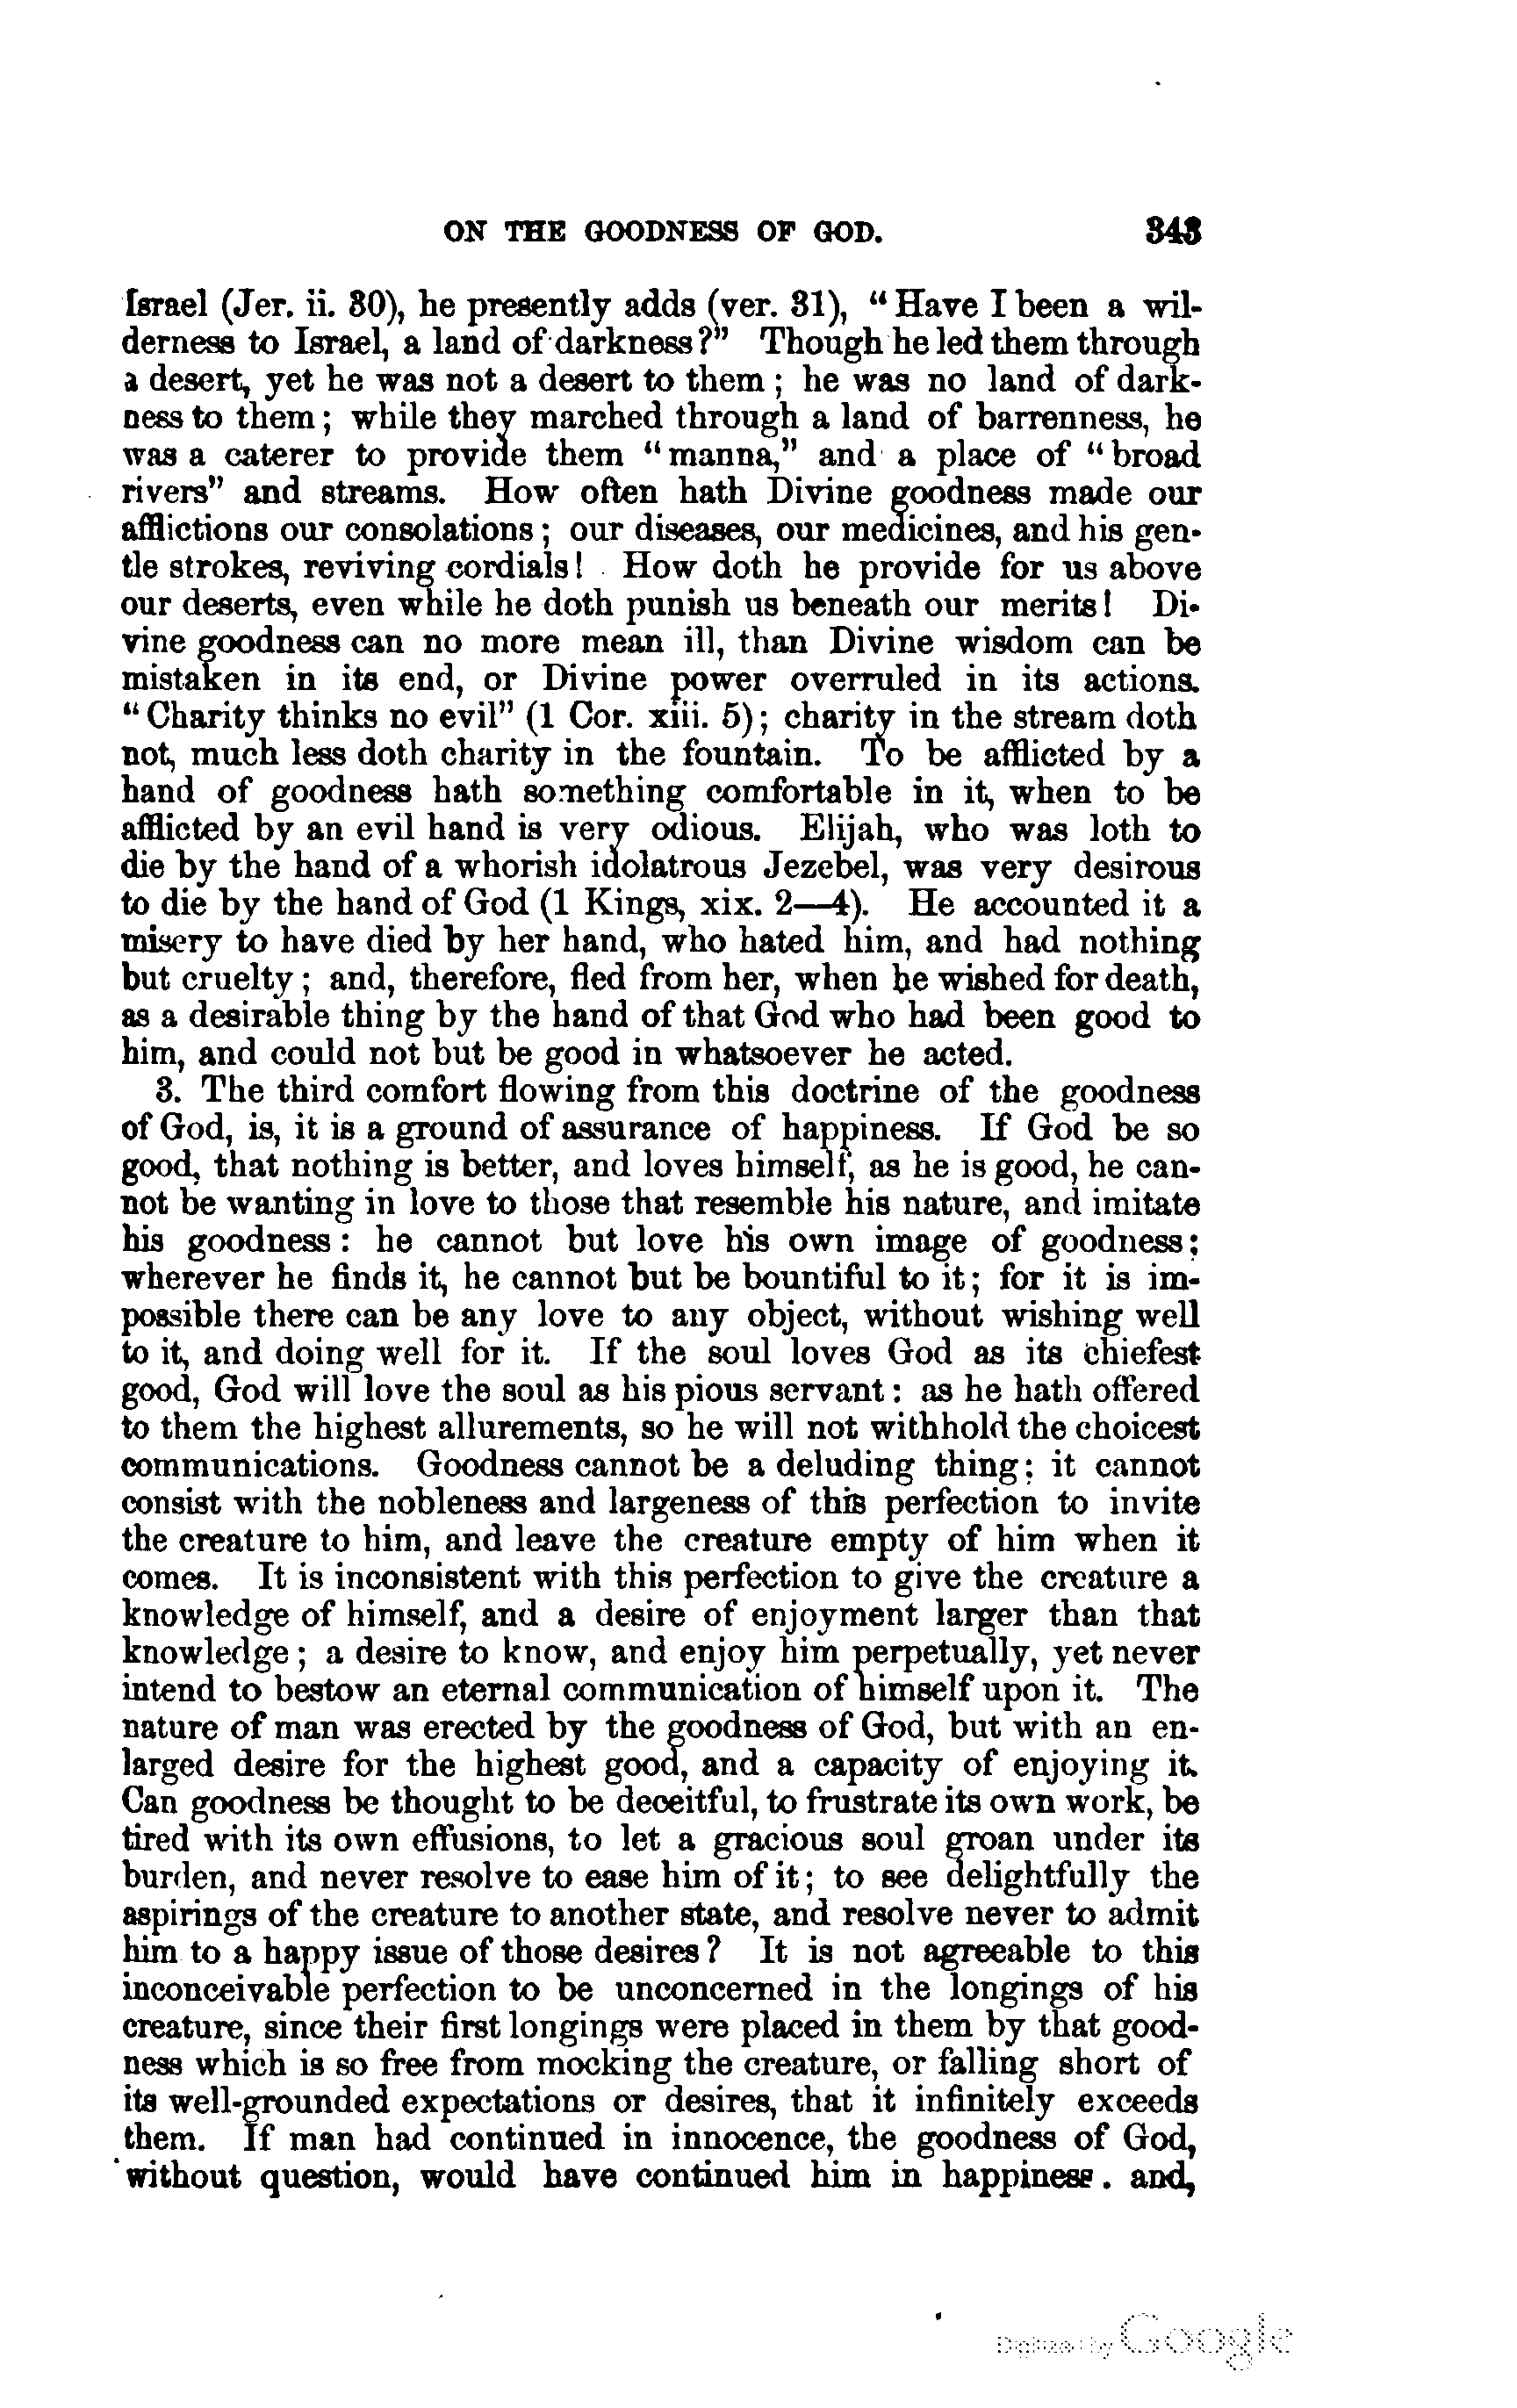 ON THE GOODNESS OF GOD. 343
Israel (Jer. ii. 30), he presently adds (ver. 31), “Have I been a wil-
derness to Israel, a land of darkness?” Though he led them through
a desert, yet he was not a desert to them; he was no land of dark-
ness to them; while they marched through a land of barrenness, he
was a caterer to provide them “manna,” and a place of “broad
rivers” and streams. How often hath Divine goodness made our
afflictions our consolations; our diseases, our medicines, and his gen-
tle strokes, reviving cordials! How doth he provide for us above
our deserts, even while he doth punish us beneath our merits! Di-
vine goodness can no more mean ill, than Divine wisdom can be
mistaken in its end, or Divine power overruled in its actions.
“Charity thinks no evil” (1 Cor. xiii. 5); charity in the stream doth
not, much less doth charity in the fountain. To be afflicted by a
hand of goodness hath something comfortable in it, when to be
afflicted by an evil hand is very odious. Elijah, who was loth to
die by the hand of a whorish idolatrous Jezebel, was very desirous
to die by the hand of God (1 Kings, xix. 2—4). He accounted it a
misery to have died by her hand, who hated him, and had nothing
but cruelty; and, therefore, fled from her, when he wished for death,
as a desirable thing by the hand of that God who had been good to
him, and could not but be good in whatsoever he acted.
3. The third comfort flowing from this doctrine of the goodness
of God, is, it is a ground of assurance of happiness. If God be so
good, that nothing is better, and loves himself, as he is good, he can-
not be wanting in love to those that resemble his nature, and imitate
his goodness: he cannot but love his own image of goodness;
wherever he finds it, he cannot but be bountiful to it; for it is im-
possible there can be any love to any object, without wishing well
to it, and doing well for it. If the soul loves God as its chiefest
good, God will love the soul as his pious servant: as he hath offered
to them the highest allurements, so he will not withhold the choicest
communications. Goodness cannot be a deluding thing; it cannot
consist with the nobleness and largeness of this perfection to invite
the creature to him, and leave the creature empty of him when it
comes. It is inconsistent with this perfection to give the creature a
knowledge of himself, and a desire of enjoyment larger than that
knowledge; a desire to know, and enjoy him perpetually, yet never
intend to bestow an eternal communication of himself upon it. The
nature of man was erected by the goodness of God, but with an en-
larged desire for the highest good, and a capacity of enjoying it.
Can goodness be thought to be deceitful, to frustrate its own work, be
tired with its own effusions, to let a gracious soul groan under its
burden, and never resolve to ease him of it; to see delightfully the
aspirings of the creature to another state, and resolve never to admit
him to a happy issue of those desires? It is not agreeable to this
inconceivable perfection to be unconcerned in the longings of his
creature, since their first longings were placed in them by that good-
ness which is so free from mocking the creature, or falling short of
its well-grounded expectations or desires, that it infinitely exceeds
them. If man had continued in innocence, the goodness of God,
without question, would have continued him in happiness. and,
Digitized by Google